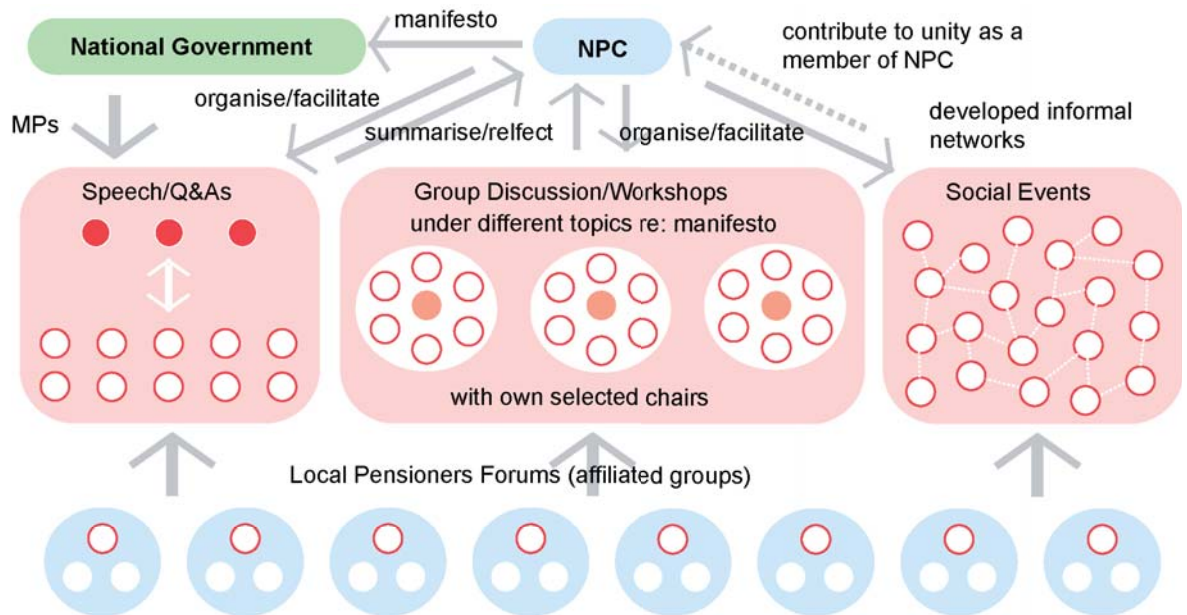 manifesto
National Government
NPC
contribute to unity as a
member of NPC
organise/facilitate
MPs
summarise/relfect
organise/facilitate
developed informal
networks
Speech/Q&As
Group Discussion/Workshops
under different topics re: manifesto
Social Events
with own selected chairs
Local Pensioners Forums (affiliated groups)